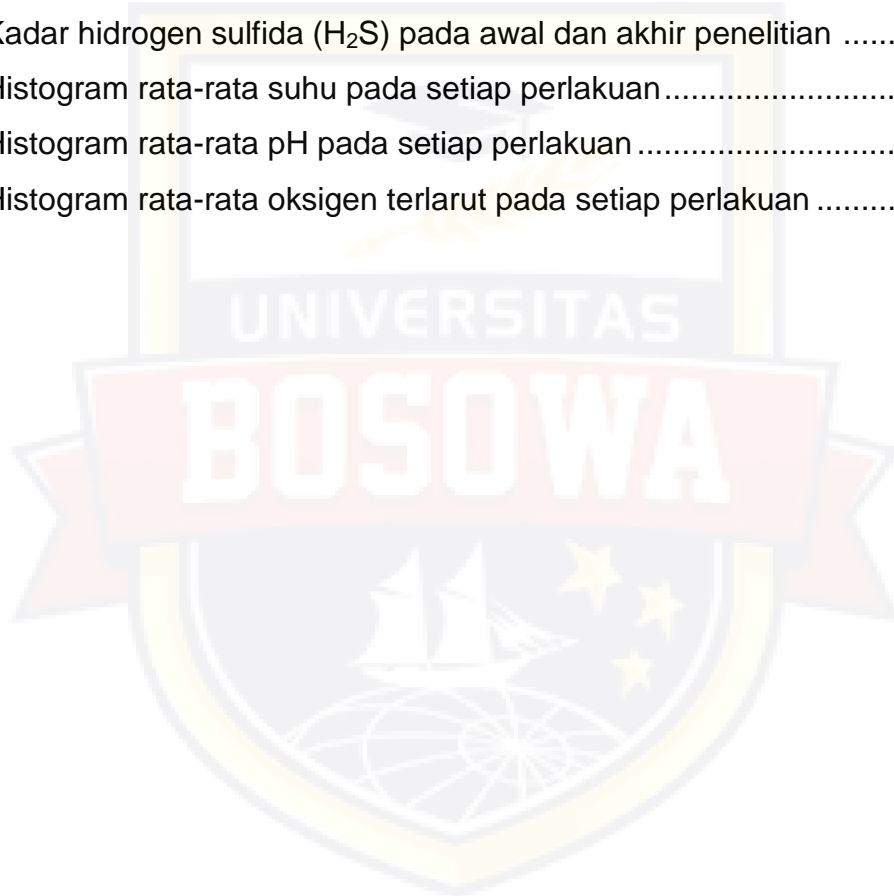 Kadar hidrogen sulfida (H₂S) pada awal dan akhir penelitian ......
Histogram rata-rata suhu pada setiap perlakuan..........................
Histogram rata-rata pH pada setiap perlakuan.............................
Histogram rata-rata oksigen terlarut pada setiap perlakuan .........
UNIVERSITAS
BOSOWA